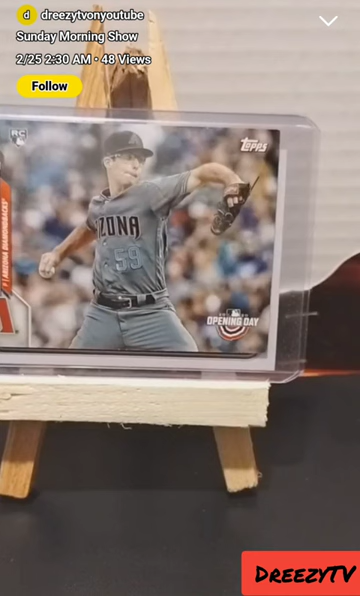 d dreezytvonyoutube
Sunday Morning Show
2/25 2:30 AM • 48 Views
Follow
RC
Topps
ZONA
59
ARIZONA DIAMONDBACKS®
OPENING DAY
DREEZYTV